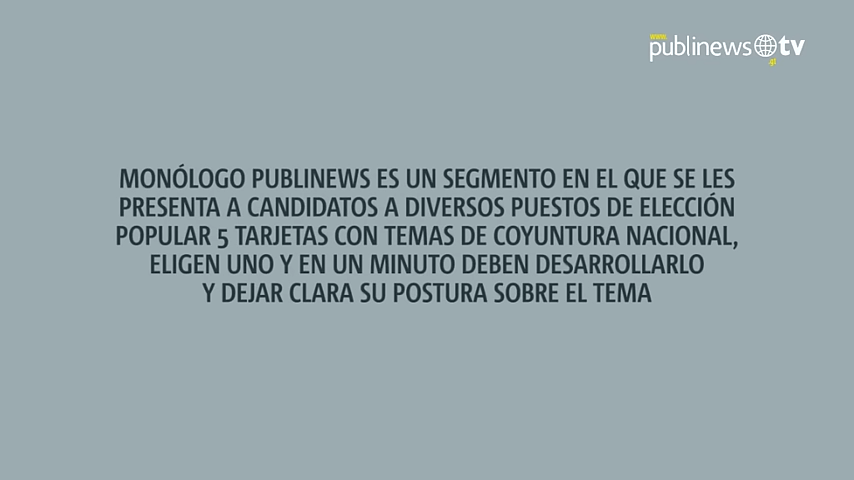 www.
publinews tv
.gt
MONÓLOGO PUBLINEWS ES UN SEGMENTO EN EL QUE SE LES
PRESENTA A CANDIDATOS A DIVERSOS PUESTOS DE ELECCIÓN
POPULAR 5 TARJETAS CON TEMAS DE COYUNTURA NACIONAL,
ELIGEN UNO Y EN UN MINUTO DEBEN DESARROLLARLO
Y DEJAR CLARA SU POSTURA SOBRE EL TEMA